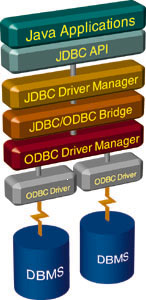 Java Applications
JDBC API
JDBC Driver Manager
JDBC/ODBC Bridge
ODBC Driver Manager
ODBC Driver
ODBC Driver
DBMS
DBMS